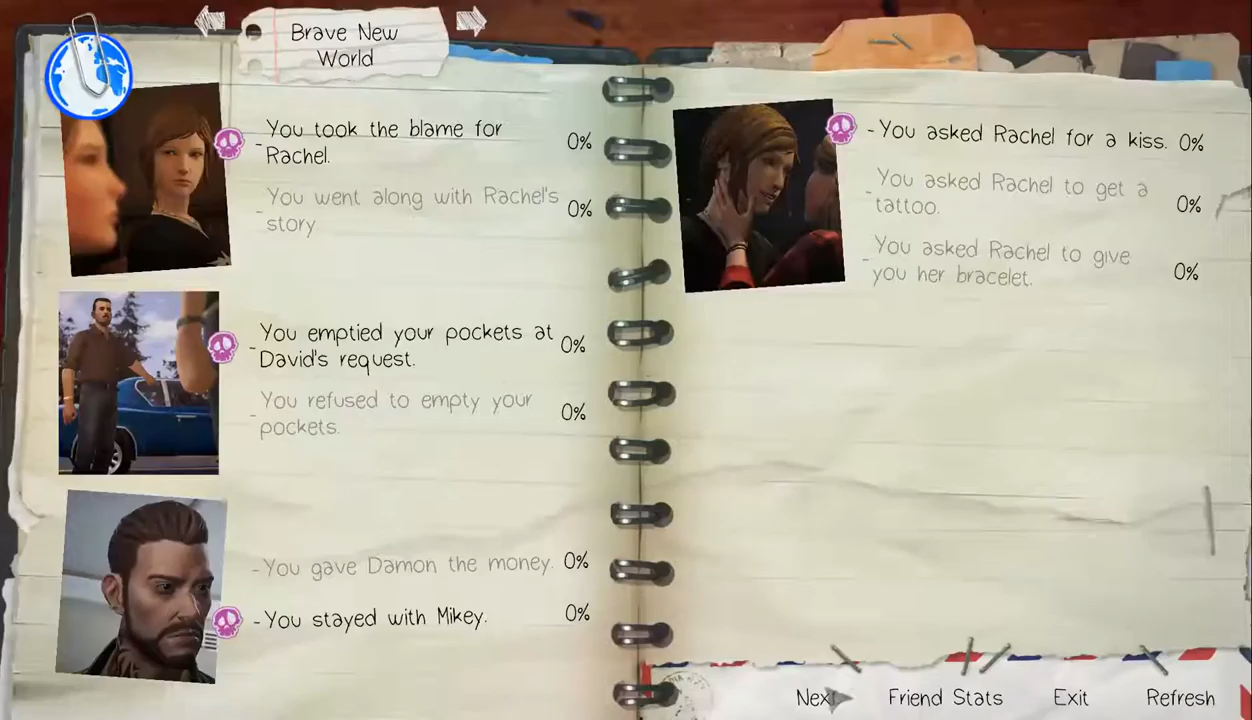 Brave New
World
You took the blame for
- Rachel. 0%
You went along with Rachel's
- story 0%
You emptied your pockets at
- David's request. 0%
You refused to empty your
- pockets. 0%
-You gave Damon the money. 0%
-You stayed with Mikey. 0%
-You asked Rachel for a kiss. 0%
You asked Rachel to get a
- tattoo. 0%
You asked Rachel to give
- you her bracelet. 0%
Next Friend Stats Exit Refresh